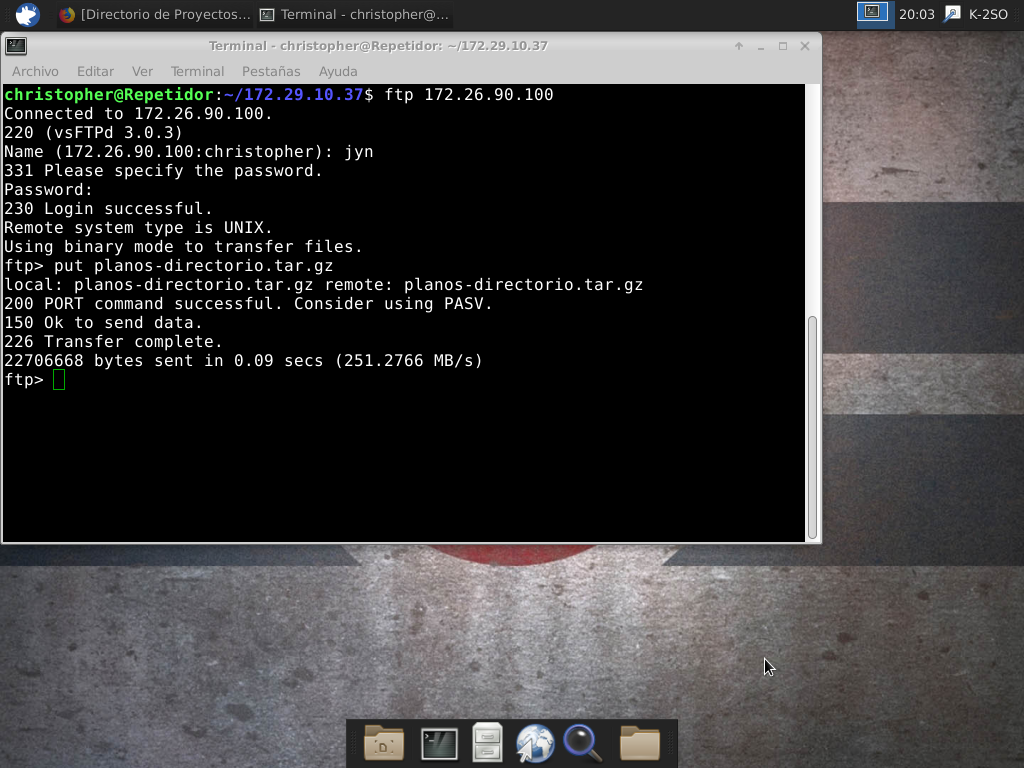 [Directorio de Proyectos...
Terminal - christopher@...
20:03
K-2SO
Terminal - christopher@Repetidor: ~/172.29.10.37
Archivo Editar Ver Terminal Pestañas Ayuda
christopher@Repetidor:~/172.29.10.37$ ftp 172.26.90.100
Connected to 172.26.90.100.
220 (vsFTPd 3.0.3)
Name (172.26.90.100:christopher): jyn
331 Please specify the password.
Password:
230 Login successful.
Remote system type is UNIX.
Using binary mode to transfer files.
ftp> put planos-directorio.tar.gz
local: planos-directorio.tar.gz remote: planos-directorio.tar.gz
200 PORT command successful. Consider using PASV.
150 Ok to send data.
226 Transfer complete.
22706668 bytes sent in 0.09 secs (251.2766 MB/s)
ftp>
D